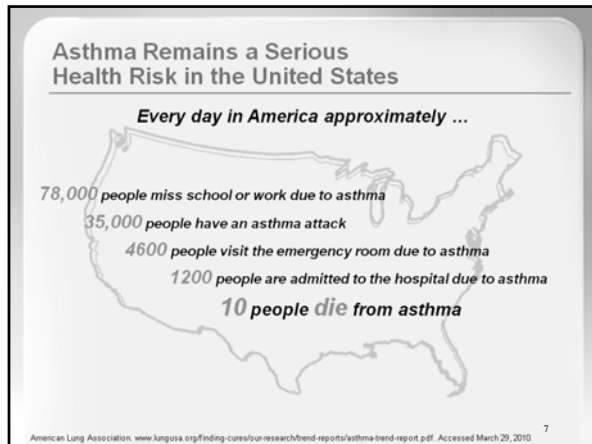 Asthma Remains a Serious
Health Risk in the United States
Every day in America approximately …
78,000 people miss school or work due to asthma
35,000 people have an asthma attack
4600 people visit the emergency room due to asthma
1200 people are admitted to the hospital due to asthma
10 people die from asthma
7
American Lung Association. www.lungusa.org/finding-cures/our-research/trend-reports/asthma-trend-report.pdf. Accessed March 29, 2010.